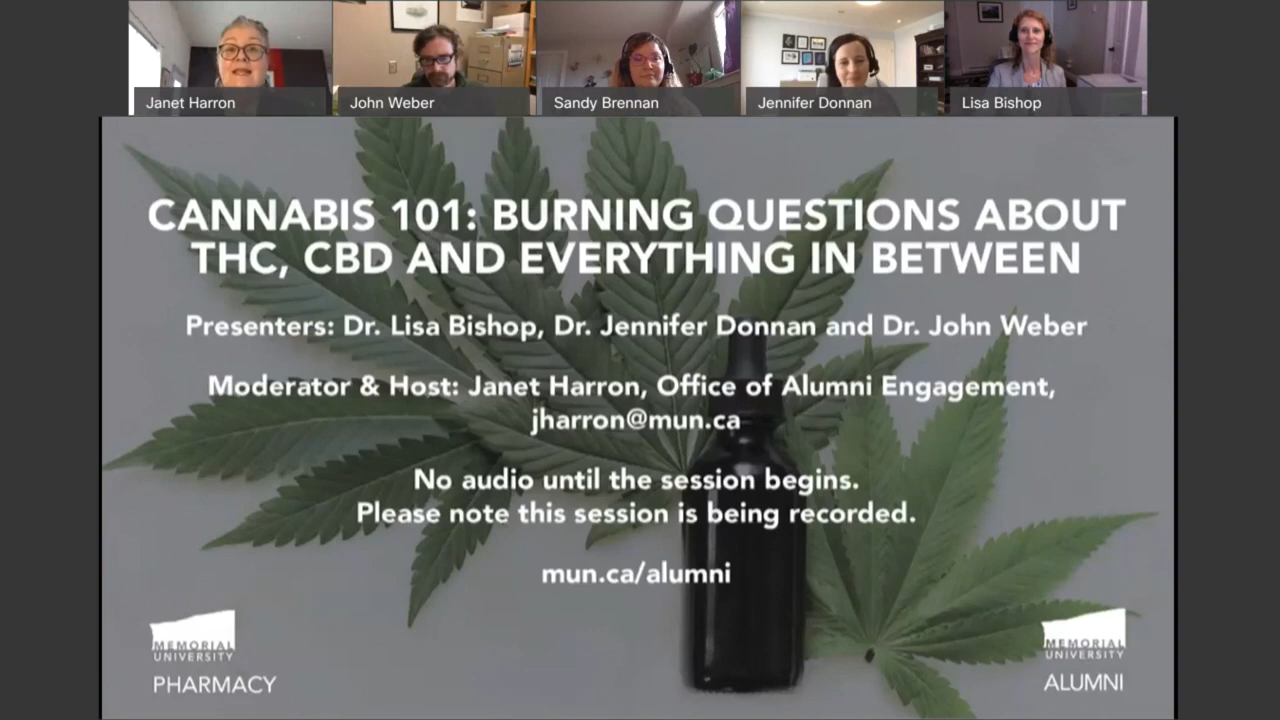 Janet Harron
John Weber
Sandy Brennan
Jennifer Donnan
Lisa Bishop
CANNABIS 101: BURNING QUESTIONS ABOUT
THC, CBD AND EVERYTHING IN BETWEEN
Presenters: Dr. Lisa Bishop, Dr. Jennifer Donnan and Dr. John Weber
Moderator & Host: Janet Harron, Office of Alumni Engagement,
jharron@mun.ca
No audio until the session begins.
Please note this session is being recorded.
mun.ca/alumni
MEMORIAL
UNIVERSITY
PHARMACY
MEMORIAL
UNIVERSITY
ALUMNI